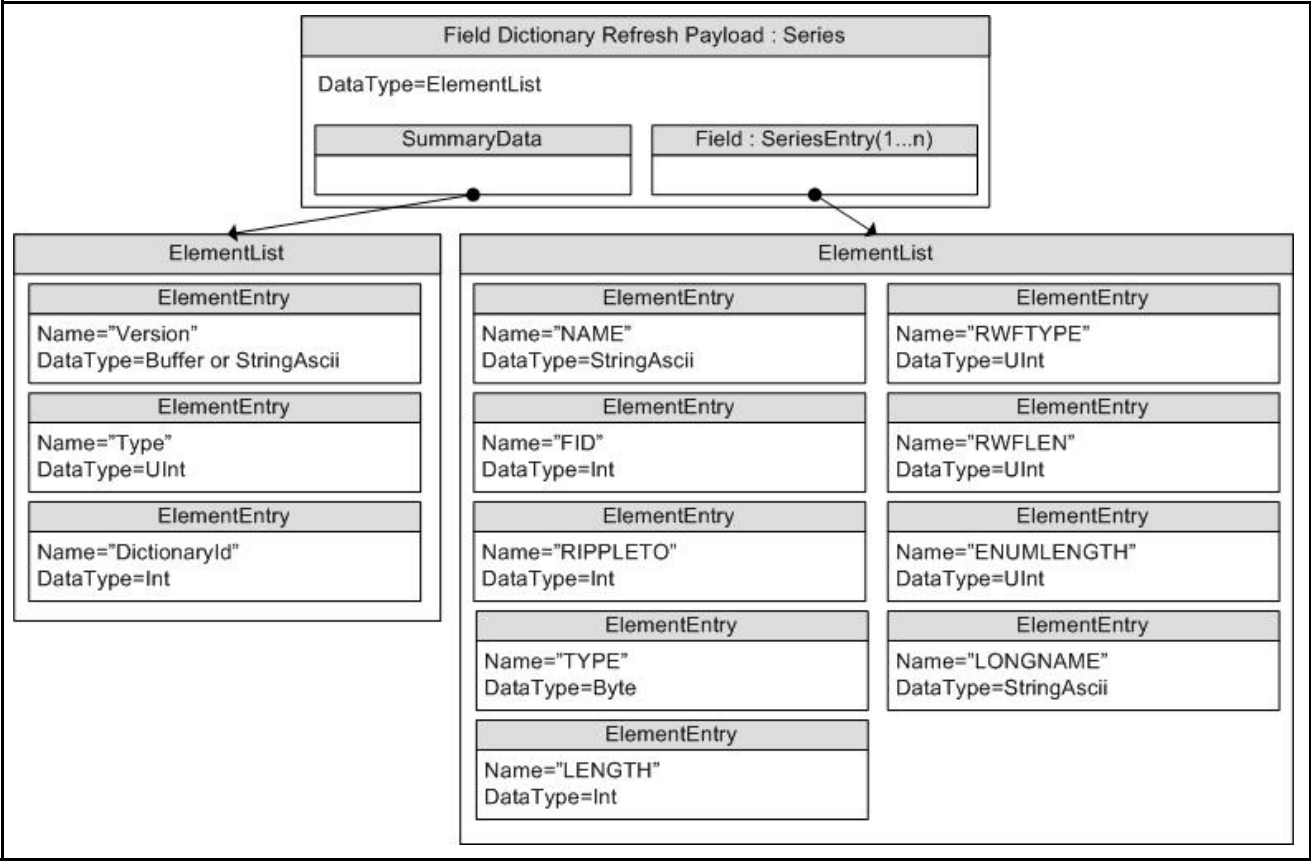 Field Dictionary Refresh Payload : Series
DataType=ElementList
SummaryData
Field : SeriesEntry(1...n)
ElementList
ElementEntry
Name=”Version”
DataType=Buffer or StringAscii
ElementEntry
Name=”Type”
DataType=UInt
ElementEntry
Name=”DictionaryId”
DataType=Int
ElementList
ElementEntry
Name=”NAME”
DataType=StringAscii
ElementEntry
Name=”FID”
DataType=Int
ElementEntry
Name=”RIPPLETO”
DataType=Int
ElementEntry
Name=”TYPE”
DataType=Byte
ElementEntry
Name=”LENGTH”
DataType=Int
ElementEntry
Name=”RWFTYPE”
DataType=UInt
ElementEntry
Name=”RWFLEN”
DataType=UInt
ElementEntry
Name=”ENUMLENGTH”
DataType=UInt
ElementEntry
Name=”LONGNAME”
DataType=StringAscii